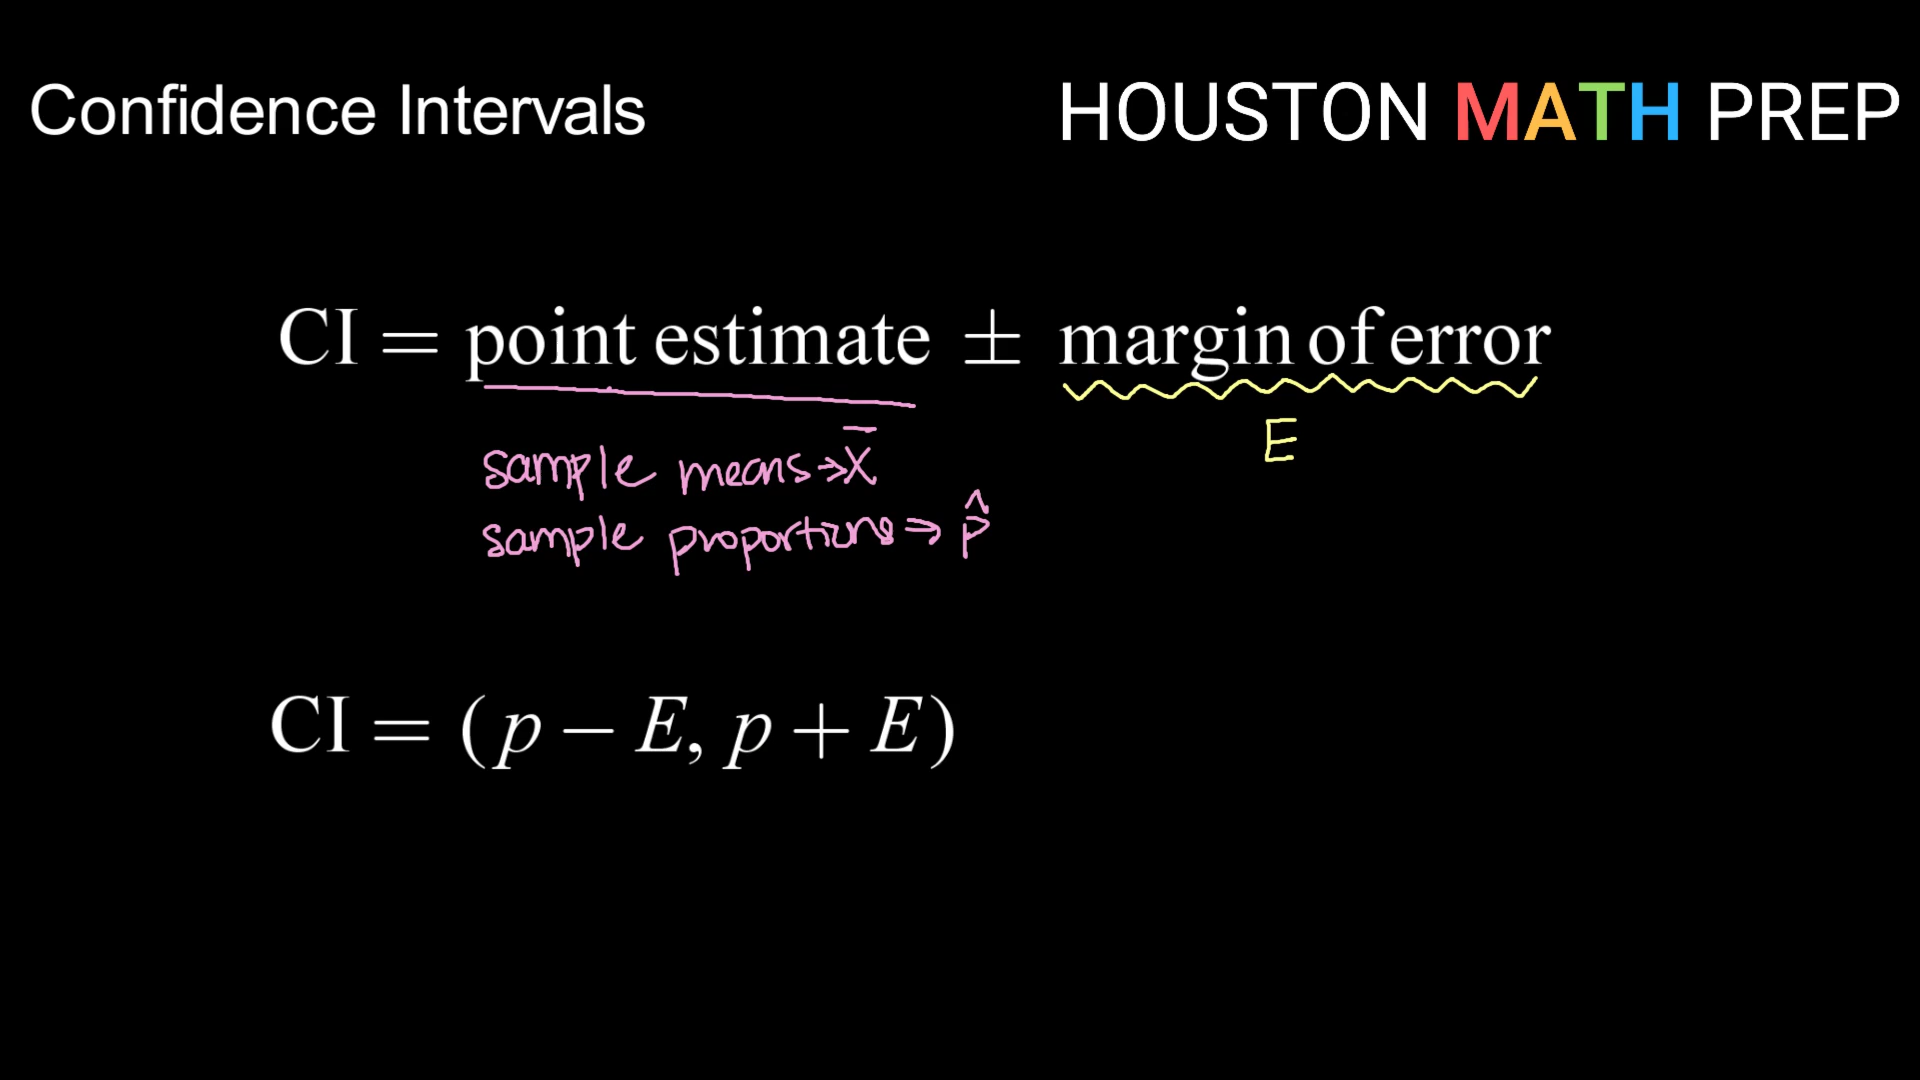 Confidence Intervals
HOUSTON MATH PREP
CI = point estimate ± margin of error
E
sample means → x̄
sample proportions ⇒ p̂
CI = (p − E, p + E)